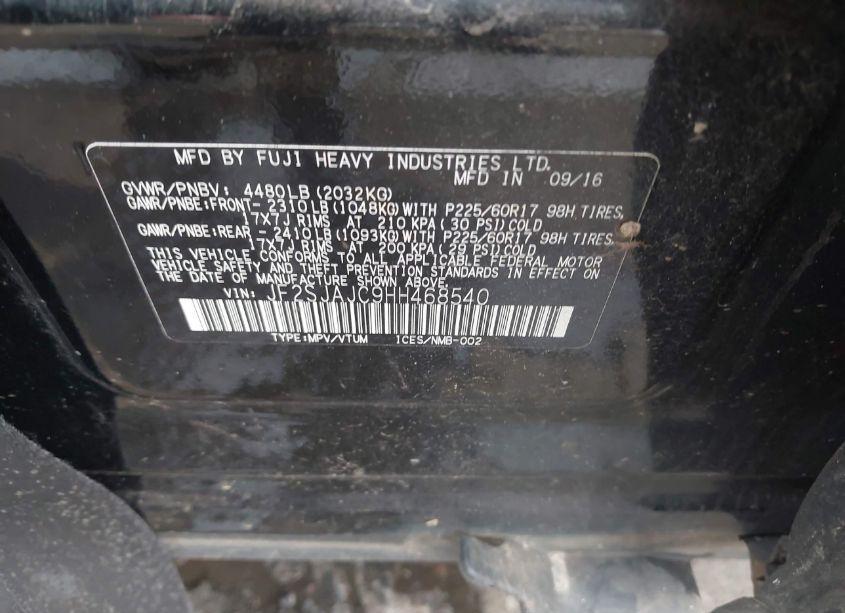 MFD BY FUJI HEAVY INDUSTRIES LTD.
MFD IN 09/16
GVWR/PNBV: 4480LB (2032KG)
GAWR/PNBE:FRONT- 2310LB (1048KG) WITH P225/60R17 98H TIRES,
17X7J RIMS AT 210 KPA (30 PSI) COLD
GAWR/PNBE:REAR - 2410LB (1093KG) WITH P225/60R17 98H TIRES,
17X7J RIMS AT 200 KPA (29 PSI) COLD
THIS VEHICLE CONFORMS TO ALL APPLICABLE FEDERAL MOTOR
VEHICLE SAFETY AND THEFT PREVENTION STANDARDS IN EFFECT ON
THE DATE OF MANUFACTURE SHOWN ABOVE.
VIN: JF2SJAJC9HH468540
TYPE:MPV/VTUM ICES/NMB-002